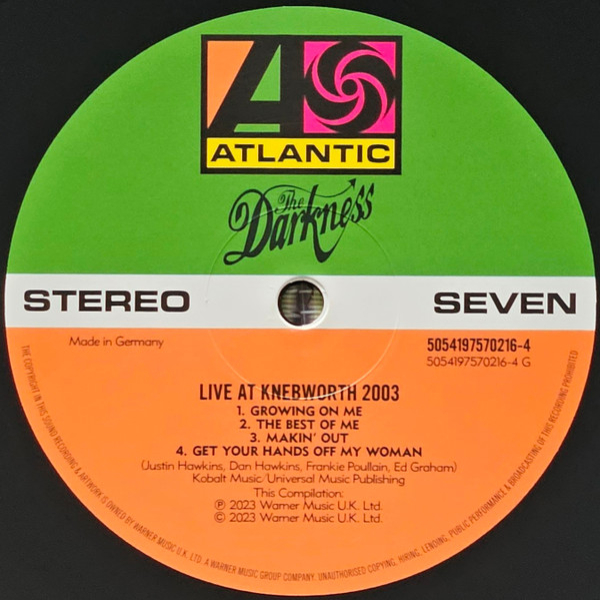 ATLANTIC
The
Darkness
STEREO
SEVEN
Made in Germany
5054197570216-4
5054197570216-4 G
LIVE AT KNEBWORTH 2003
1. GROWING ON ME
2. THE BEST OF ME
3. MAKIN' OUT
4. GET YOUR HANDS OFF MY WOMAN
(Justin Hawkins, Dan Hawkins, Frankie Poullain, Ed Graham)
Kobalt Music/Universal Music Publishing
This Compilation:
℗ 2023 Warner Music U.K. Ltd.
© 2023 Warner Music U.K. Ltd.
THE COPYRIGHT IN THIS SOUND RECORDING & ARTWORK IS OWNED BY WARNER MUSIC U.K. LTD. A WARNER MUSIC GROUP COMPANY. UNAUTHORISED COPYING, HIRING, LENDING, PUBLIC PERFORMANCE & BROADCASTING OF THIS RECORDING PROHIBITED